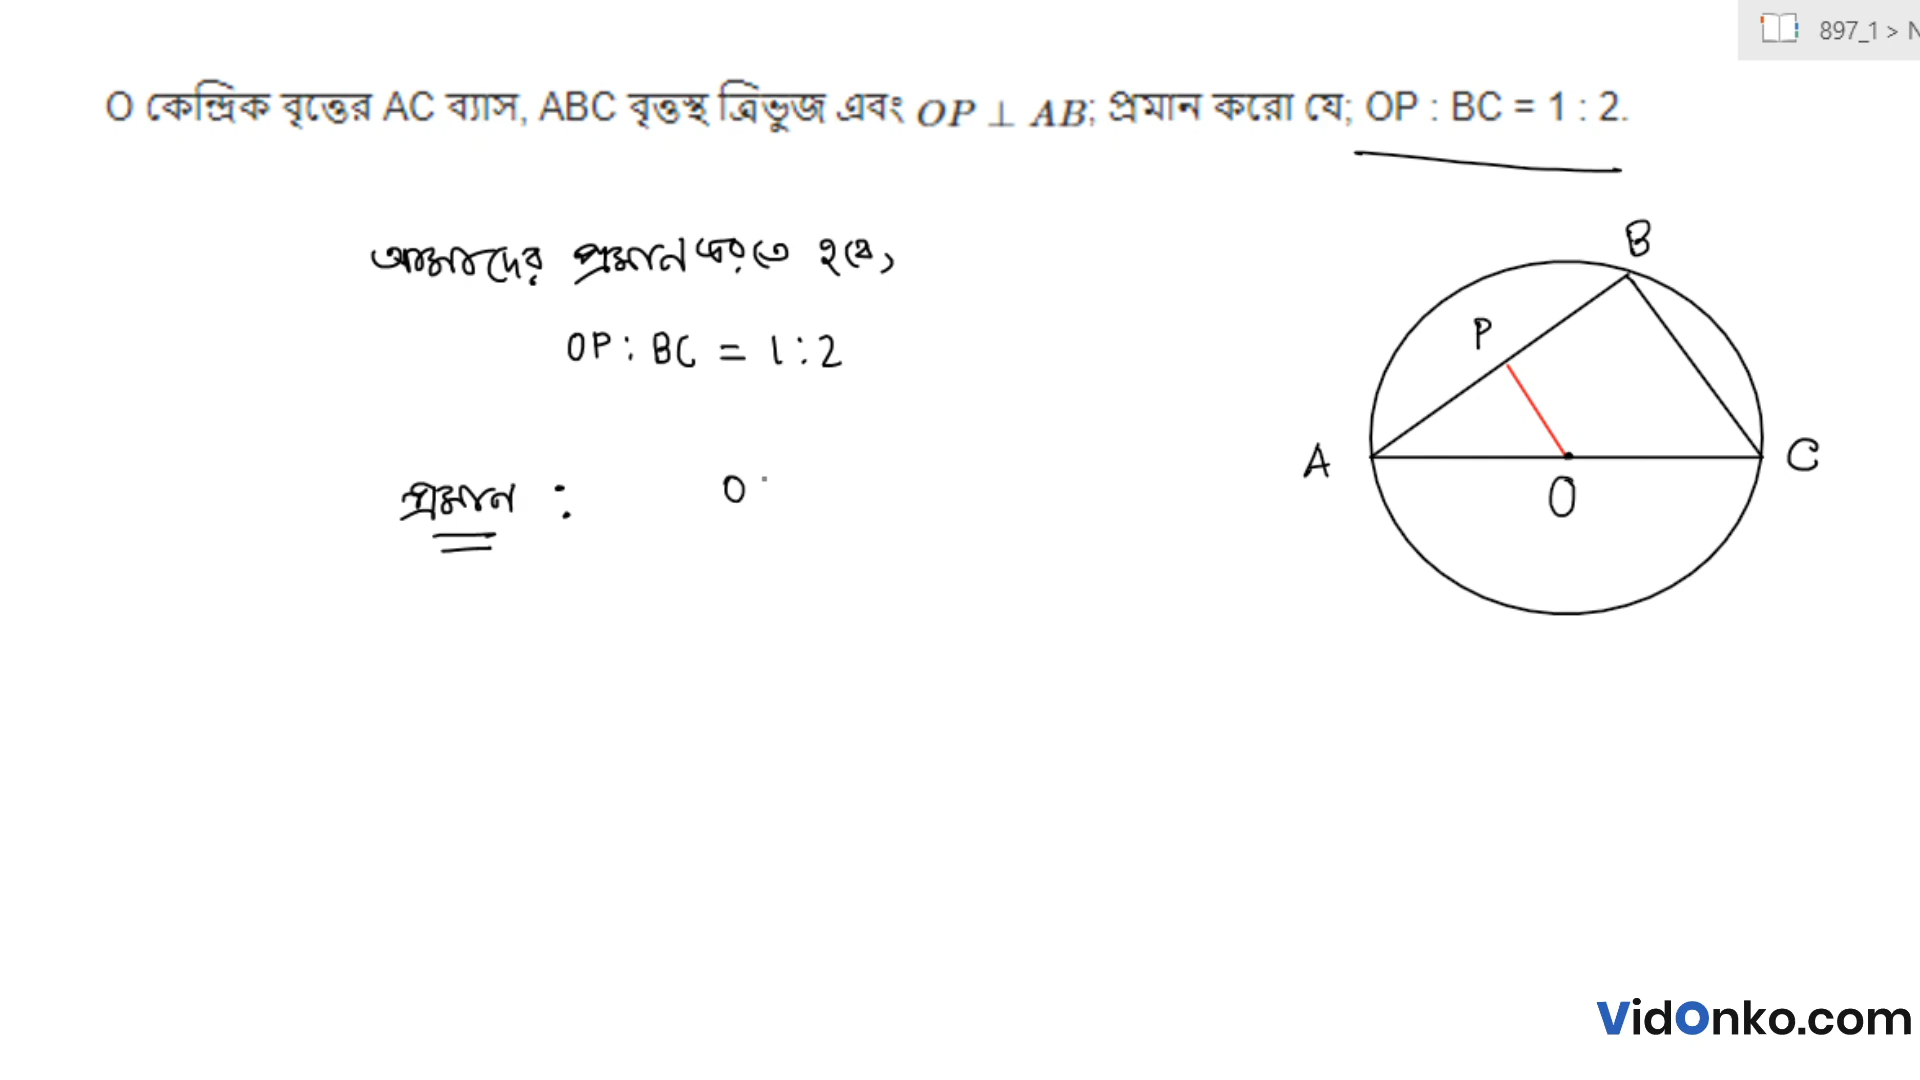 897_1 > N
O কেন্দ্রিক বৃত্তের AC ব্যাস, ABC বৃত্তস্থ ত্রিভুজ এবং OP ⊥ AB; প্রমান করো যে; OP : BC = 1 : 2.
আমাদের প্রমান করতে হবে,
OP : BC = 1 : 2
প্রমান : O
B
P
A
C
O
VidOnko.com